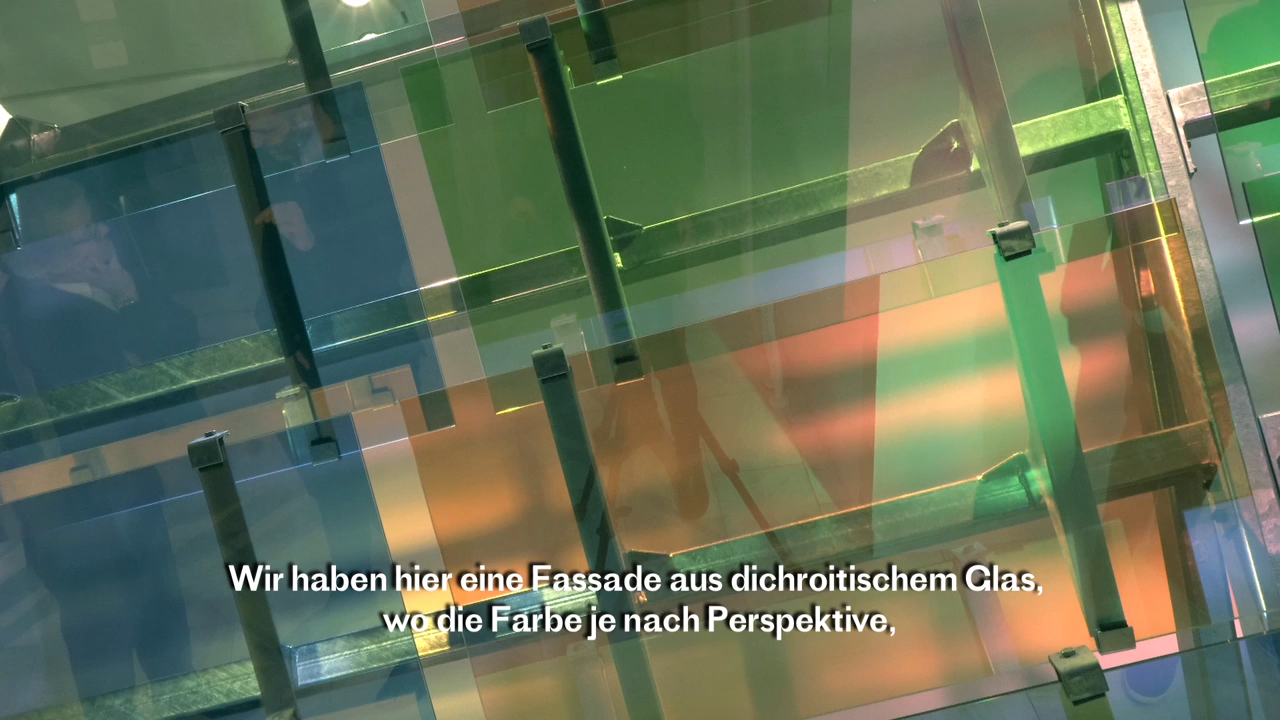 Wir haben hier eine Fassade aus dichroitischem Glas,
wo die Farbe je nach Perspektive,